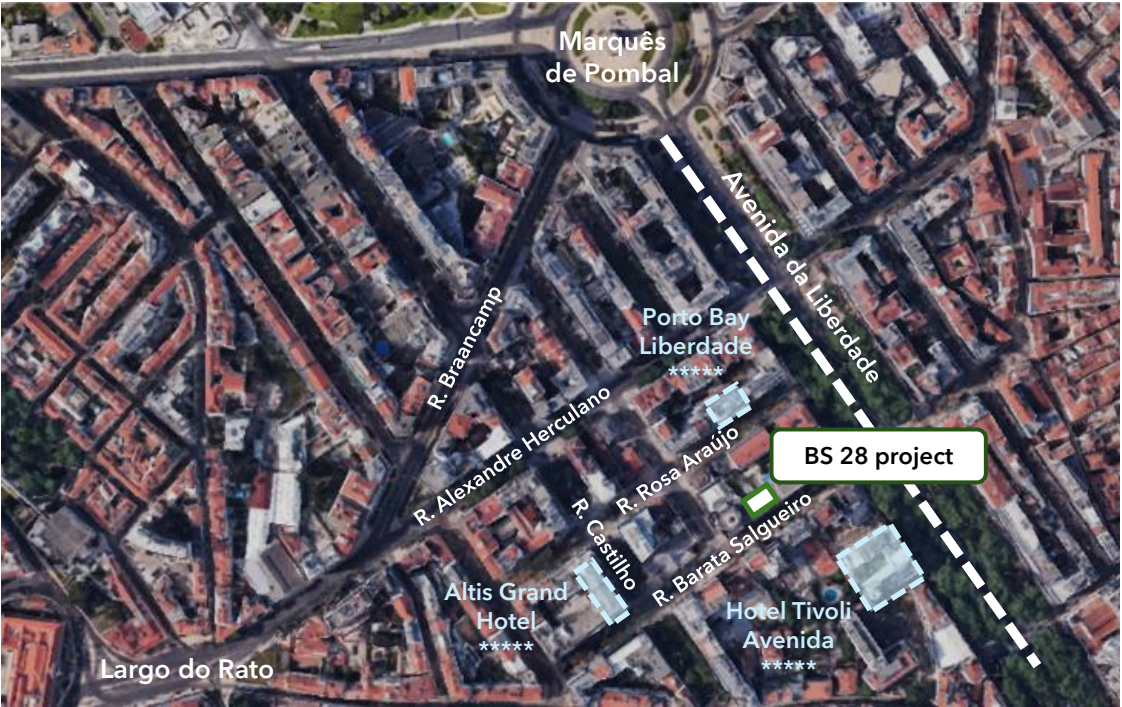 Marquês
de Pombal
Avenida da Liberdade
R. Braancamp
Porto Bay
Liberdade
*****
R. Alexandre Herculano
R. Rosa Araújo
BS 28 project
R. Castilho
R. Barata Salgueiro
Altis Grand
Hotel
*****
Hotel Tivoli
Avenida
*****
Largo do Rato